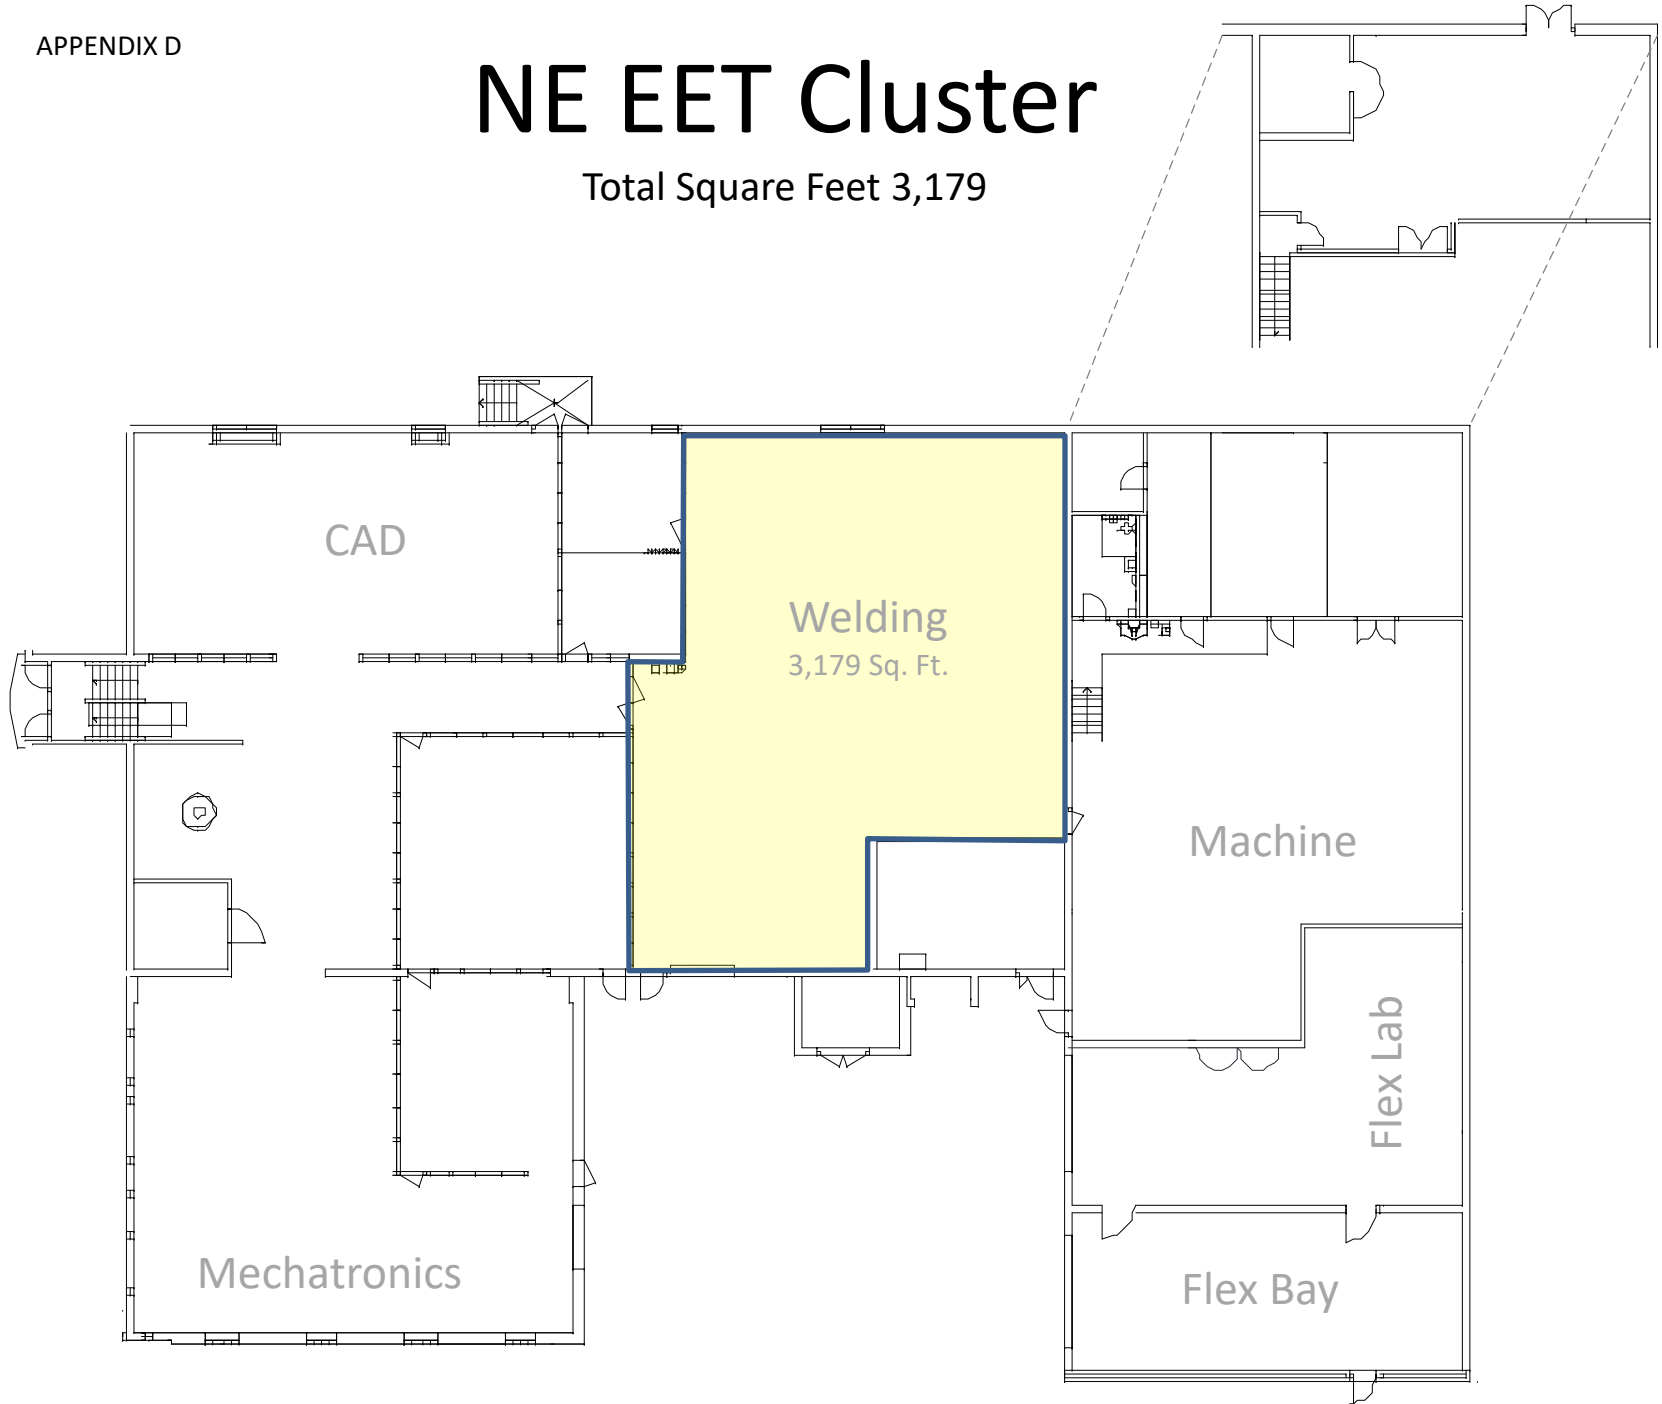 APPENDIX D
NE EET Cluster
Total Square Feet 3,179
CAD
Welding
3,179 Sq. Ft.
Machine
Flex Lab
Mechatronics
Flex Bay